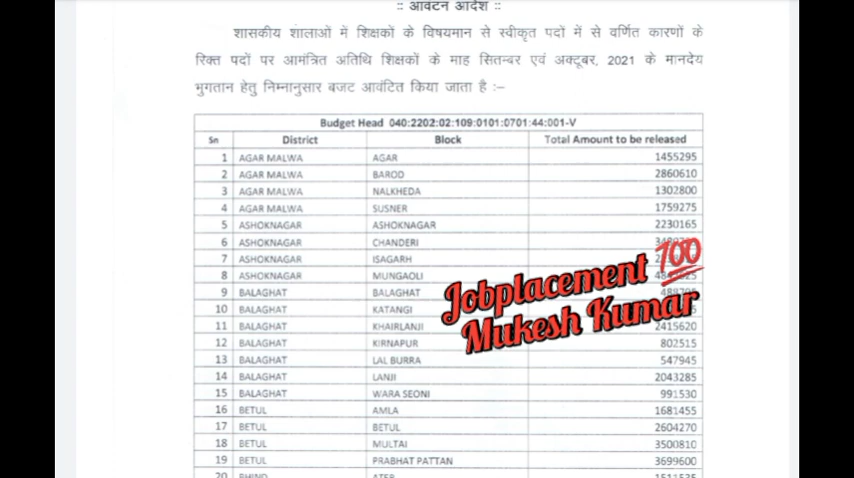 :: आवंटन आदेश ::
शासकीय शालाओं में शिक्षकों के विषयमान से स्वीकृत पदों में से वर्णित कारणों के
रिक्त पदों पर आमंत्रित अतिथि शिक्षकों के माह सितम्बर एवं अक्टूबर, 2021 के मानदेय
भुगतान हेतु निम्नानुसार बजट आवंटित किया जाता है :–
Budget Head 040:2202:02:109:0101:0701:44:001-V
Sn District Block Total Amount to be released
1 AGAR MALWA AGAR 1455295
2 AGAR MALWA BAROD 2860610
3 AGAR MALWA NALKHEDA 1302800
4 AGAR MALWA SUSNER 1759275
5 ASHOKNAGAR ASHOKNAGAR 2230165
6 ASHOKNAGAR CHANDERI
7 ASHOKNAGAR ISAGARH
8 ASHOKNAGAR MUNGAOLI
9 BALAGHAT BALAGHAT
10 BALAGHAT KATANGI
11 BALAGHAT KHAIRLANJI 2415620
12 BALAGHAT KIRNAPUR 802515
13 BALAGHAT LAL BURRA 547945
14 BALAGHAT LANJI 2043285
15 BALAGHAT WARA SEONI 991530
16 BETUL AMLA 1681455
17 BETUL BETUL 2604270
18 BETUL MULTAI 3500810
19 BETUL PRABHAT PATTAN 3699600
Jobplacement 💯
Mukesh Kumar